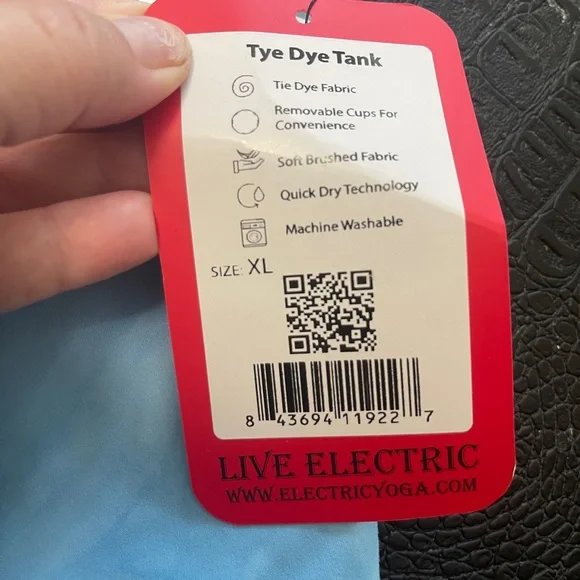 Tye Dye Tank
Tie Dye Fabric
Removable Cups For
Convenience
Soft Brushed Fabric
Quick Dry Technology
Machine Washable
SIZE: XL
8 43694 11922 7
LIVE ELECTRIC
WWW.ELECTRICYOGA.COM